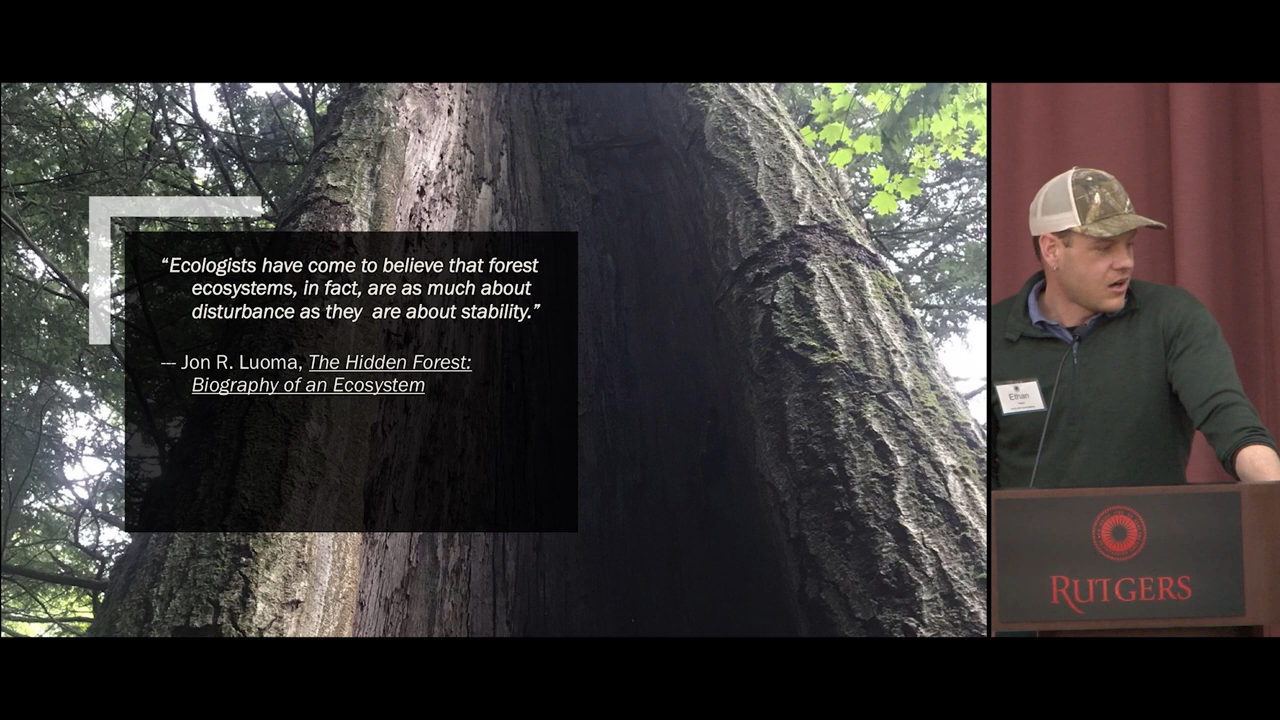 “Ecologists have come to believe that forest
ecosystems, in fact, are as much about
disturbance as they are about stability.”
--- Jon R. Luoma, The Hidden Forest:
Biography of an Ecosystem
Ethan
RUTGERS